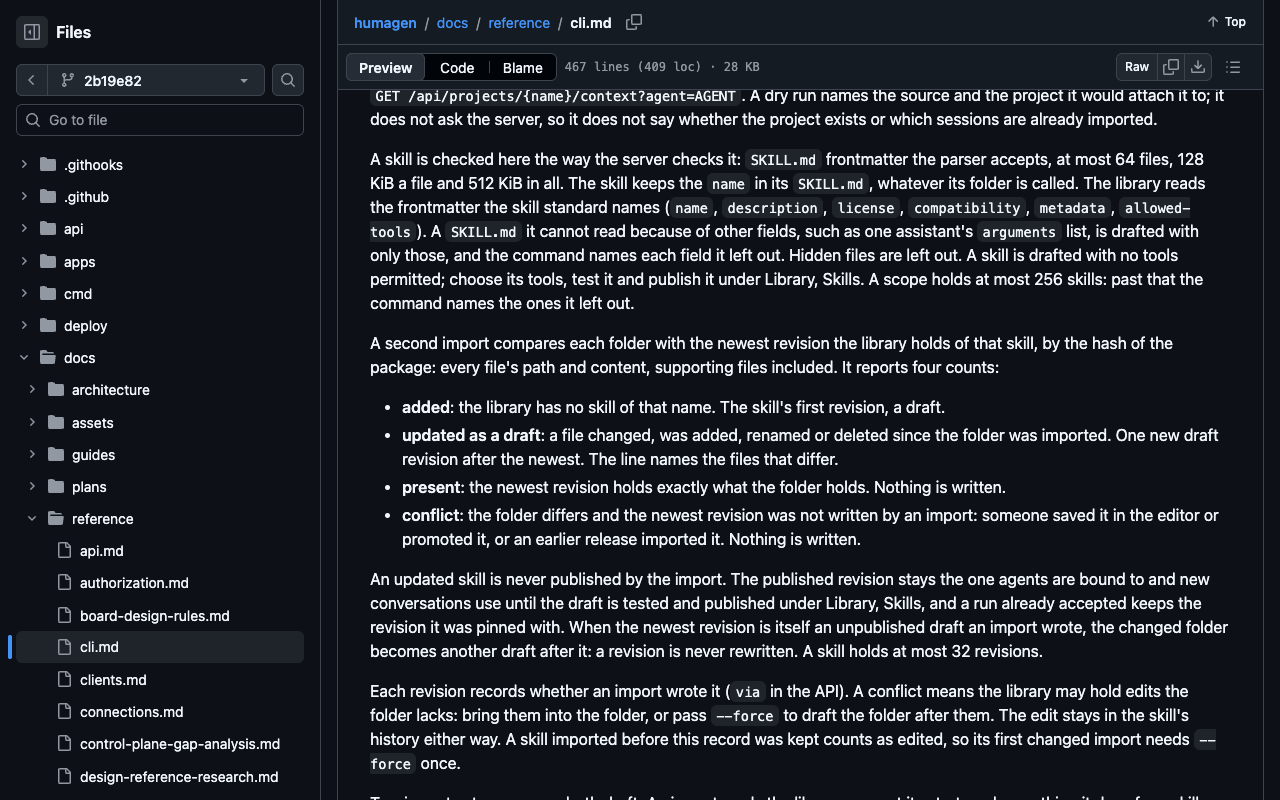 Files
2b19e82
Go to file
.githooks
.github
api
apps
cmd
deploy
docs
architecture
assets
guides
plans
reference
api.md
authorization.md
board-design-rules.md
cli.md
clients.md
connections.md
control-plane-gap-analysis.md
design-reference-research.md
humagen / docs / reference / cli.md
Top
Preview Code Blame 467 lines (409 loc) · 28 KB
Raw
GET /api/projects/{name}/context?agent=AGENT . A dry run names the source and the project it would attach it to; it
does not ask the server, so it does not say whether the project exists or which sessions are already imported.
A skill is checked here the way the server checks it: SKILL.md frontmatter the parser accepts, at most 64 files, 128
KiB a file and 512 KiB in all. The skill keeps the name in its SKILL.md , whatever its folder is called. The library reads
the frontmatter the skill standard names ( name , description , license , compatibility , metadata , allowed-
tools ). A SKILL.md it cannot read because of other fields, such as one assistant's arguments list, is drafted with
only those, and the command names each field it left out. Hidden files are left out. A skill is drafted with no tools
permitted; choose its tools, test it and publish it under Library, Skills. A scope holds at most 256 skills: past that the
command names the ones it left out.
A second import compares each folder with the newest revision the library holds of that skill, by the hash of the
package: every file's path and content, supporting files included. It reports four counts:
• added: the library has no skill of that name. The skill's first revision, a draft.
• updated as a draft: a file changed, was added, renamed or deleted since the folder was imported. One new draft
revision after the newest. The line names the files that differ.
• present: the newest revision holds exactly what the folder holds. Nothing is written.
• conflict: the folder differs and the newest revision was not written by an import: someone saved it in the editor or
promoted it, or an earlier release imported it. Nothing is written.
An updated skill is never published by the import. The published revision stays the one agents are bound to and new
conversations use until the draft is tested and published under Library, Skills, and a run already accepted keeps the
revision it was pinned with. When the newest revision is itself an unpublished draft an import wrote, the changed folder
becomes another draft after it: a revision is never rewritten. A skill holds at most 32 revisions.
Each revision records whether an import wrote it ( via in the API). A conflict means the library may hold edits the
folder lacks: bring them into the folder, or pass --force to draft the folder after them. The edit stays in the skill's
history either way. A skill imported before this record was kept counts as edited, so its first changed import needs --
force once.